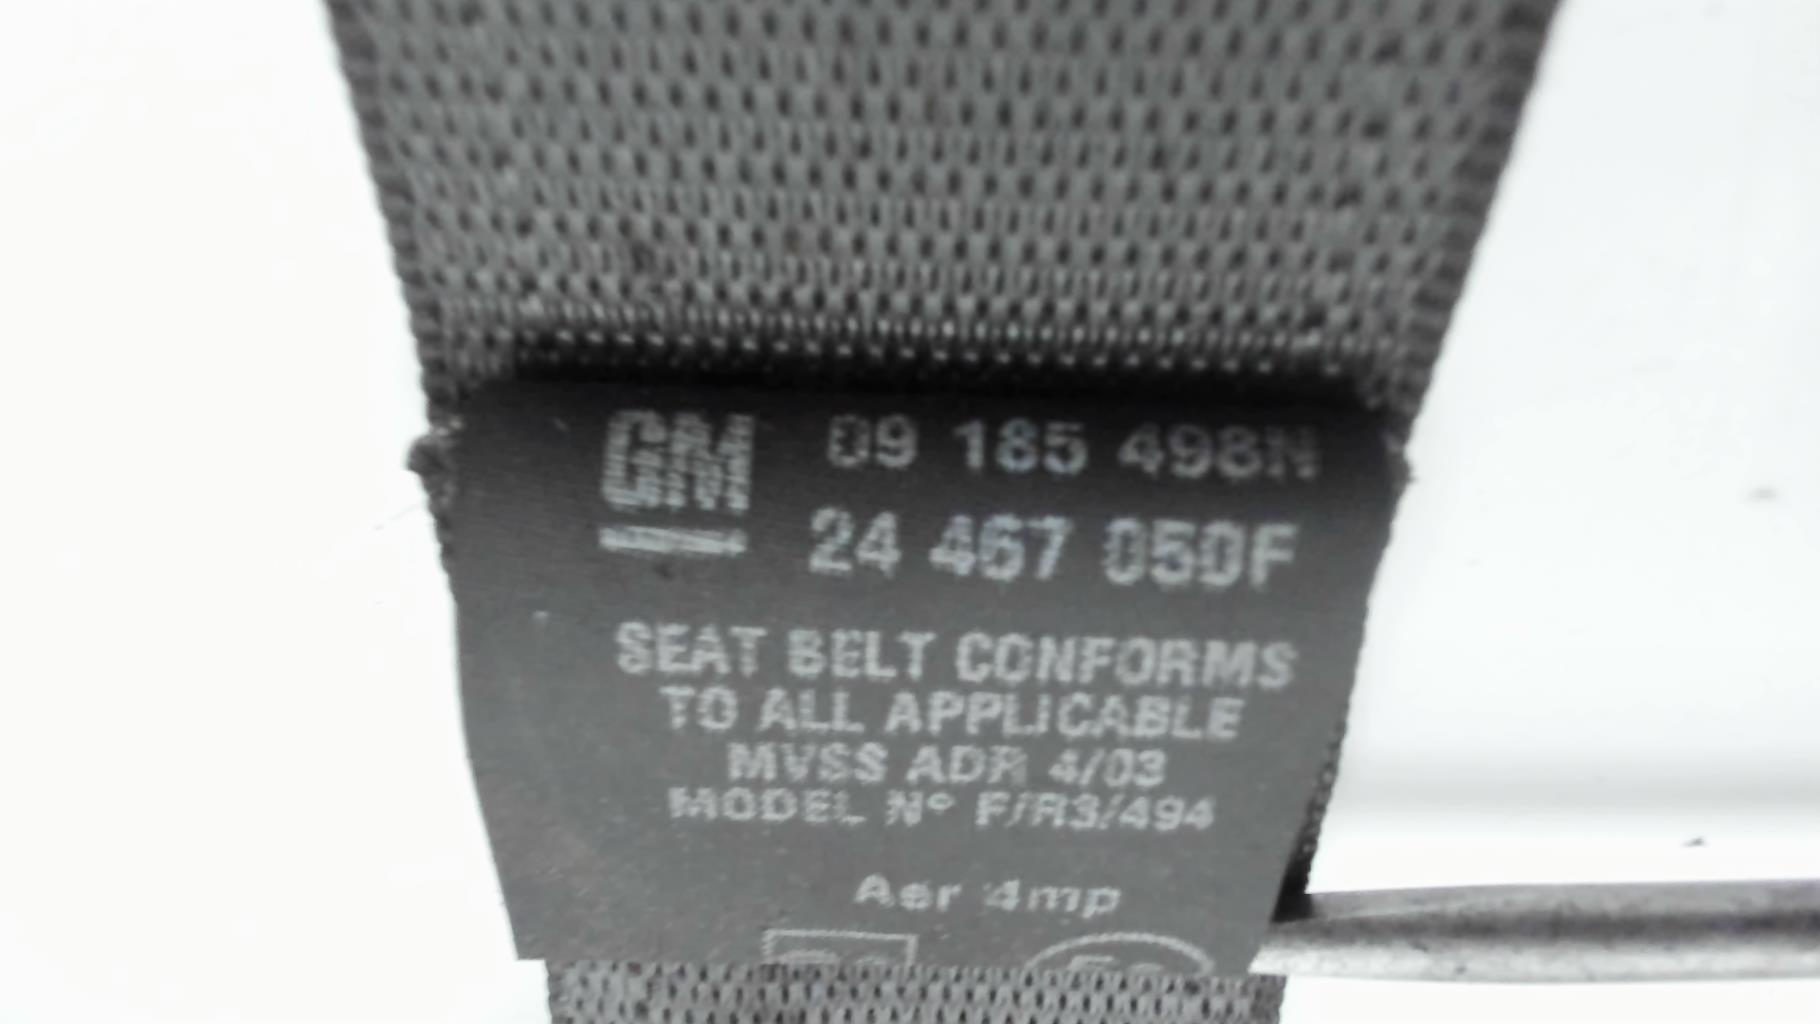 GM 09 185 498N
24 467 050F
SEAT BELT CONFORMS
TO ALL APPLICABLE
MVSS ADR 4/03
MODEL Nº F/R3/494
Aer 4mp